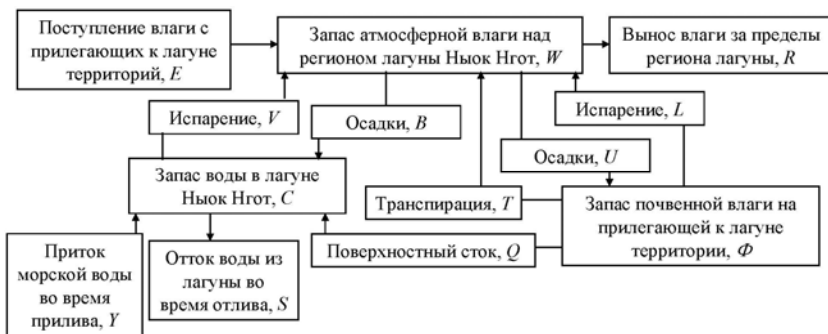 Поступление влаги с
прилегающих к лагуне
территорий, E
Запас атмосферной влаги над
регионом лагуны Ньюк Нгот, W
Вынос влаги за пределы
региона лагуны, R
Испарение, V
Осадки, B
Испарение, L
Осадки, U
Запас воды в лагуне
Ньюк Нгот, C
Транспирация, T
Запас почвенной влаги на
прилегающей к лагуне
территории, Ф
Приток
морской воды
во время
прилива, Y
Отток воды из
лагуны во
время отлива, S
Поверхностный сток, Q